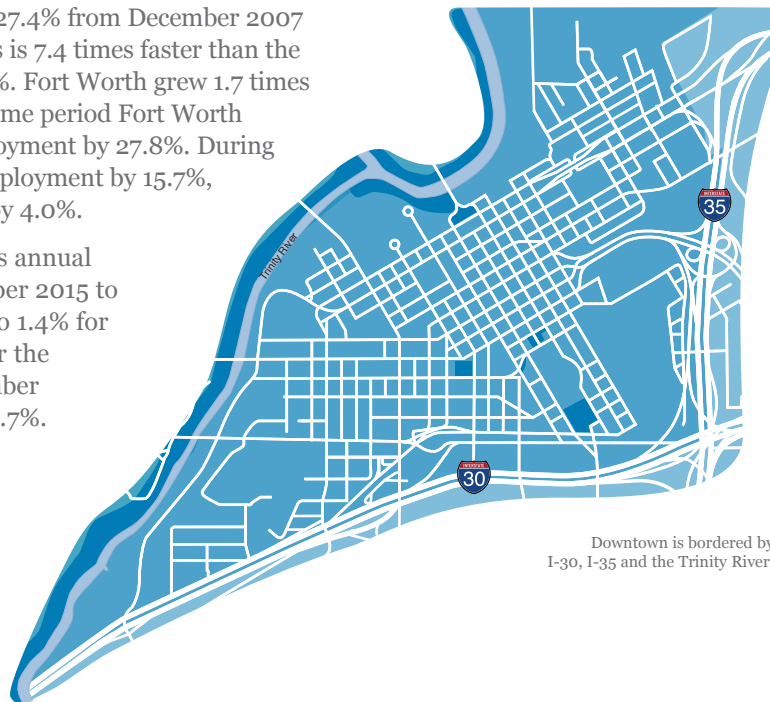 27.4% from December 2007
s is 7.4 times faster than the
%. Fort Worth grew 1.7 times
me period Fort Worth
oyment by 27.8%. During
ployment by 15.7%,
by 4.0%.
s annual
ber 2015 to
o 1.4% for
r the
mber
.7%.
Trinity River
INTERSTATE
35
INTERSTATE
30
Downtown is bordered by
I-30, I-35 and the Trinity River